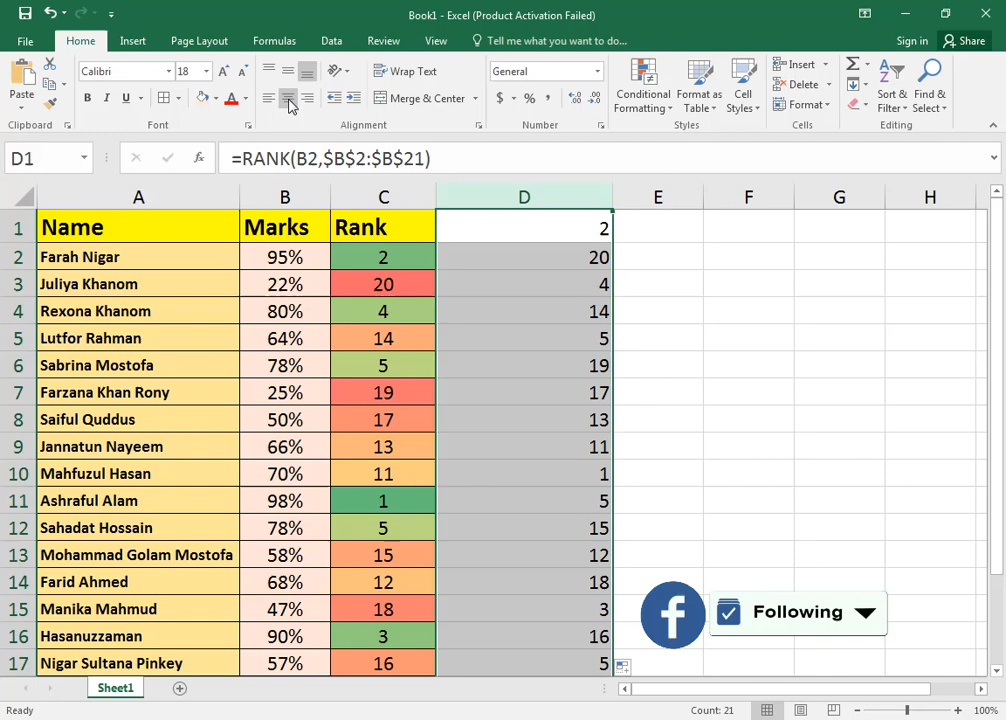 Book1 - Excel (Product Activation Failed)
File Home Insert Page Layout Formulas Data Review View Tell me what you want to do... Sign in Share
Paste
Calibri 18 A A
B I U A
Wrap Text
Merge & Center
General
$ % ,
Conditional Formatting
Format as Table
Cell Styles
Insert
Delete
Format
Sort & Filter
Find & Select
Clipboard Font Alignment Number Styles Cells Editing
D1 fx =RANK(B2,$B$2:$B$21)
A B C D E F G H
1 Name Marks Rank 2
2 Farah Nigar 95% 2 20
3 Juliya Khanom 22% 20 4
4 Rexona Khanom 80% 4 14
5 Lutfor Rahman 64% 14 5
6 Sabrina Mostofa 78% 5 19
7 Farzana Khan Rony 25% 19 17
8 Saiful Quddus 50% 17 13
9 Jannatun Nayeem 66% 13 11
10 Mahfuzul Hasan 70% 11 1
11 Ashraful Alam 98% 1 5
12 Sahadat Hossain 78% 5 15
13 Mohammad Golam Mostofa 58% 15 12
14 Farid Ahmed 68% 12 18
15 Manika Mahmud 47% 18 3
16 Hasanuzzaman 90% 3 16
17 Nigar Sultana Pinkey 57% 16 5
f Following
Sheet1
Ready Count: 21 100%